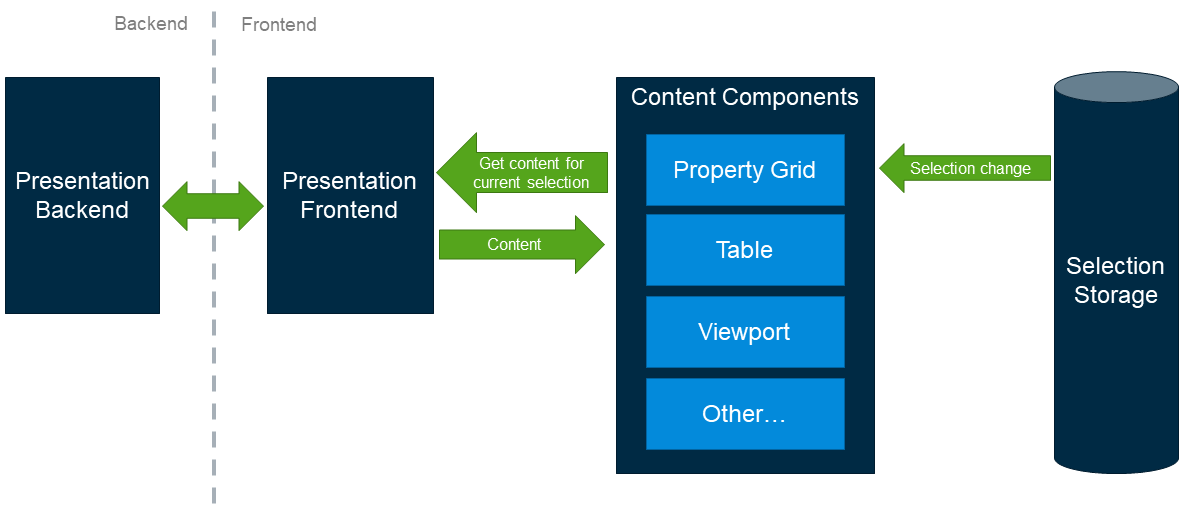 Backend
Frontend
Presentation
Backend
Presentation
Frontend
Get content for
current selection
Content
Content Components
Property Grid
Table
Viewport
Other…
Selection change
Selection
Storage